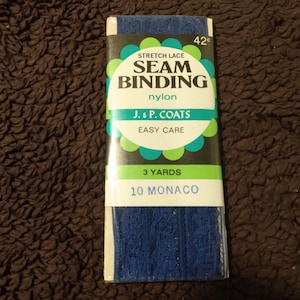 42¢
STRETCH LACE
SEAM
BINDING
nylon
J. & P. COATS
EASY CARE
3 YARDS
10 MONACO